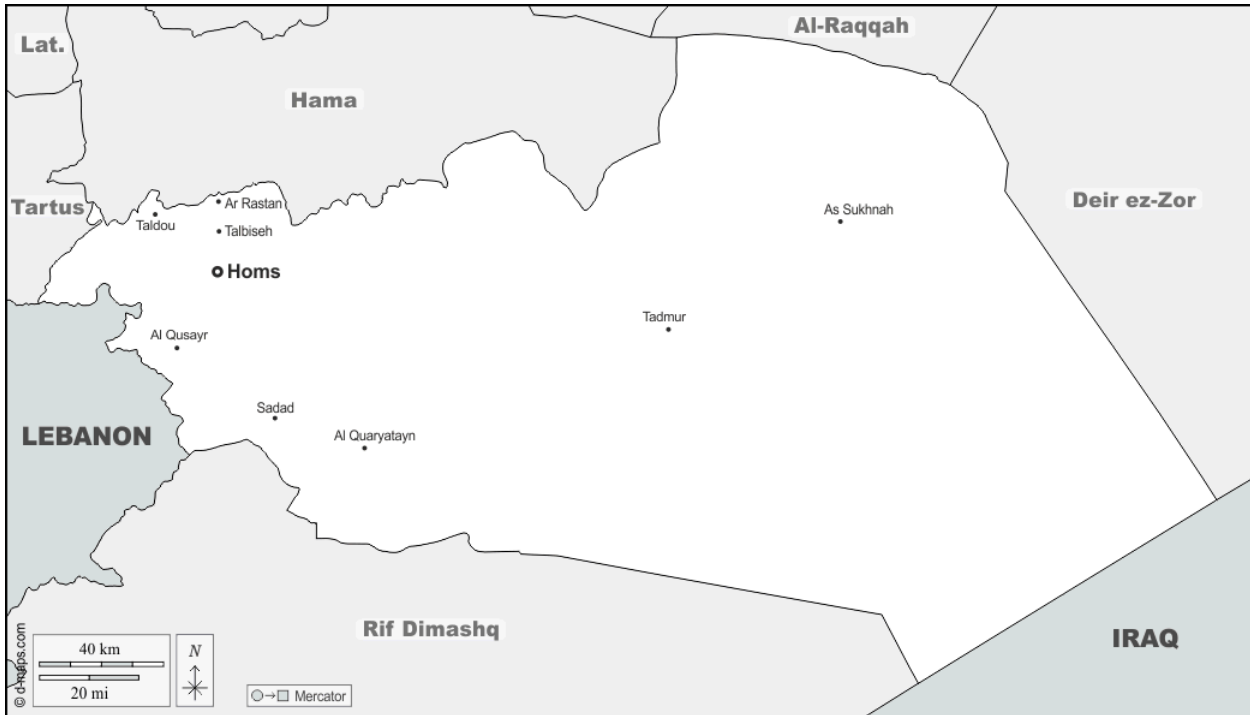 Al-Raqqah
Lat.
Hama
Deir ez-Zor
Tartus
Ar Rastan
Taldou
As Sukhnah
Talbiseh
Homs
Tadmur
Al Qusayr
Sadad
LEBANON
Al Quaryatayn
Rif Dimashq
IRAQ
40 km
20 mi
N
Mercator
© d-maps.com